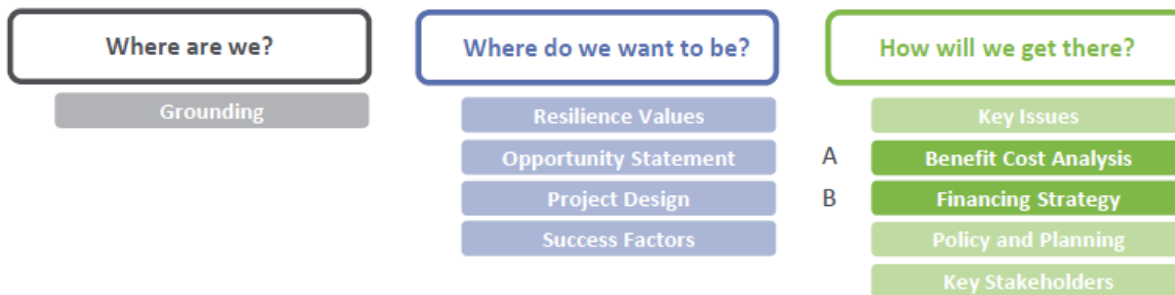 Where are we?
Grounding
Where do we want to be?
Resilience Values
Opportunity Statement
Project Design
Success Factors
How will we get there?
Key Issues
A Benefit Cost Analysis
B Financing Strategy
Policy and Planning
Key Stakeholders